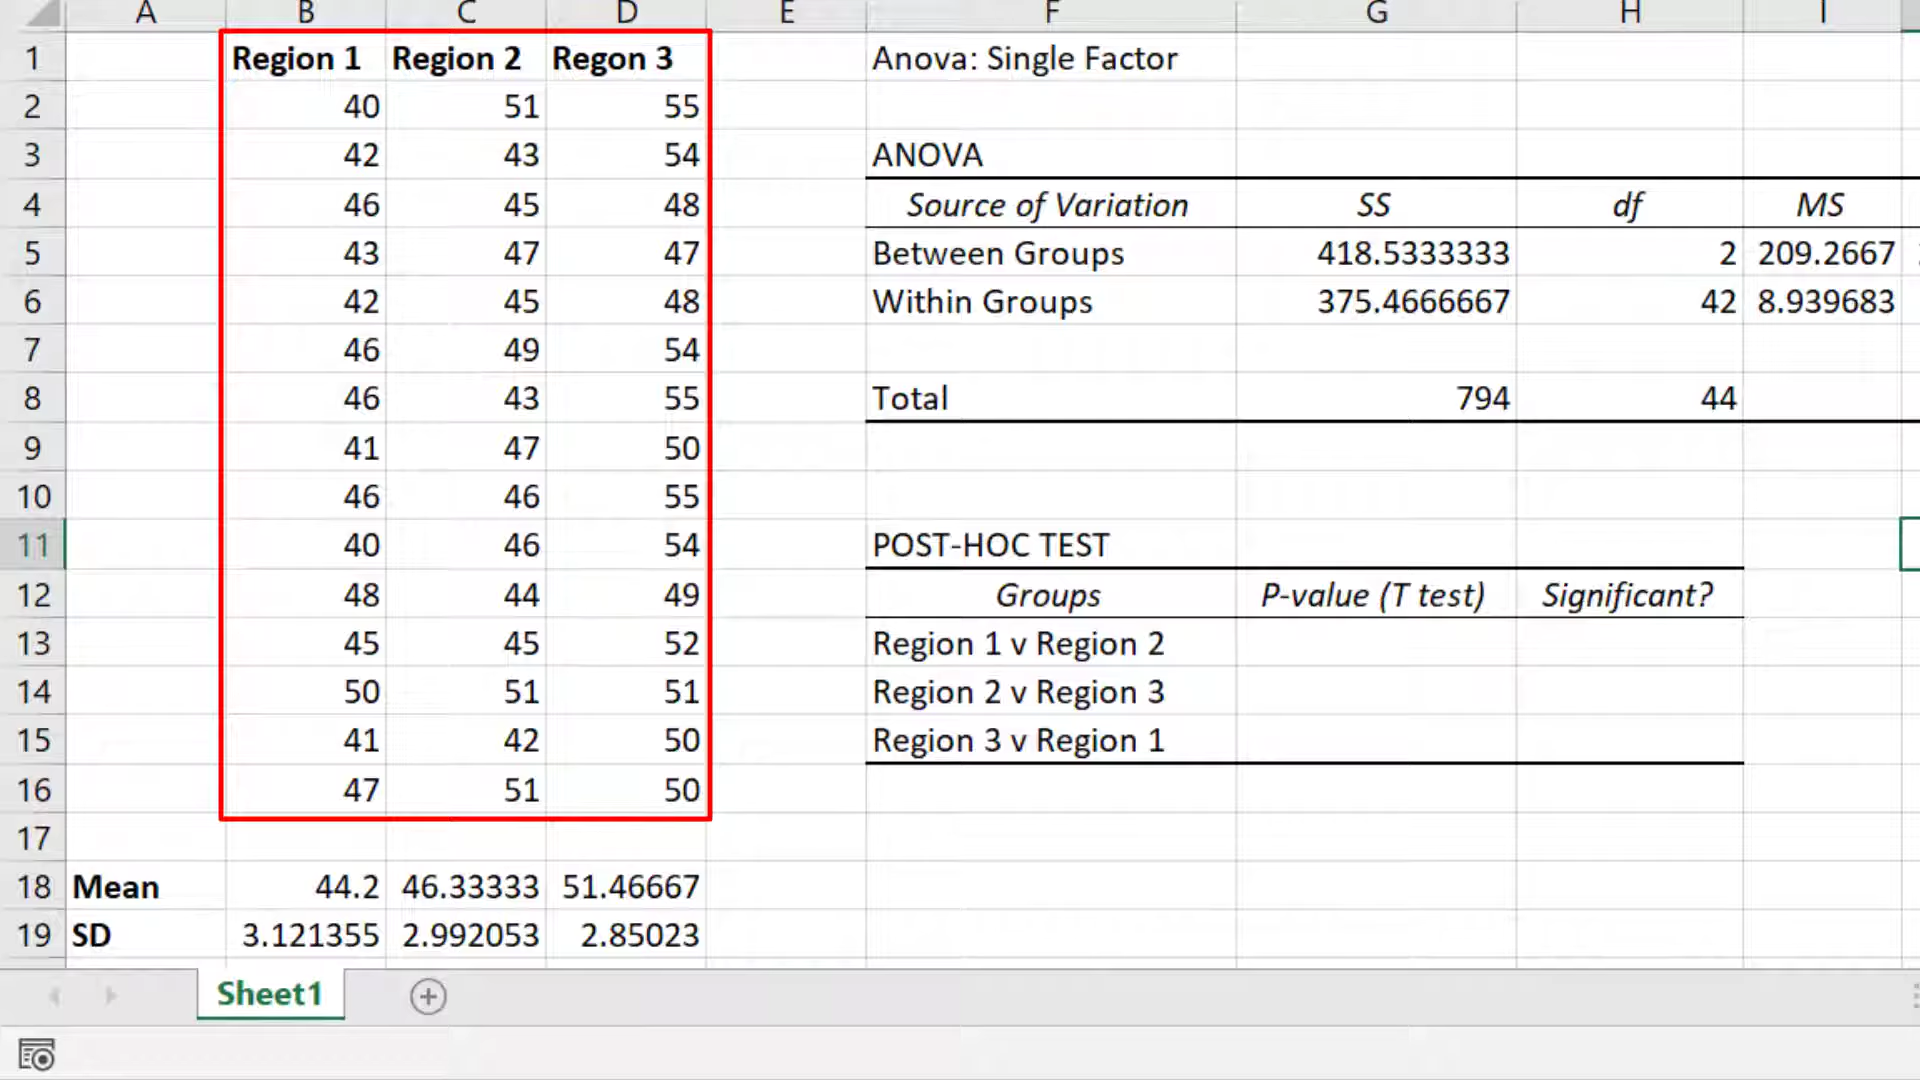 A B C D E F G H I
1 Region 1 Region 2 Regon 3 Anova: Single Factor
2 40 51 55
3 42 43 54 ANOVA
4 46 45 48 Source of Variation SS df MS
5 43 47 47 Between Groups 418.5333333 2 209.2667
6 42 45 48 Within Groups 375.4666667 42 8.939683
7 46 49 54
8 46 43 55 Total 794 44
9 41 47 50
10 46 46 55
11 40 46 54 POST-HOC TEST
12 48 44 49 Groups P-value (T test) Significant?
13 45 45 52 Region 1 v Region 2
14 50 51 51 Region 2 v Region 3
15 41 42 50 Region 3 v Region 1
16 47 51 50
17
18 Mean 44.2 46.33333 51.46667
19 SD 3.121355 2.992053 2.85023
Sheet1